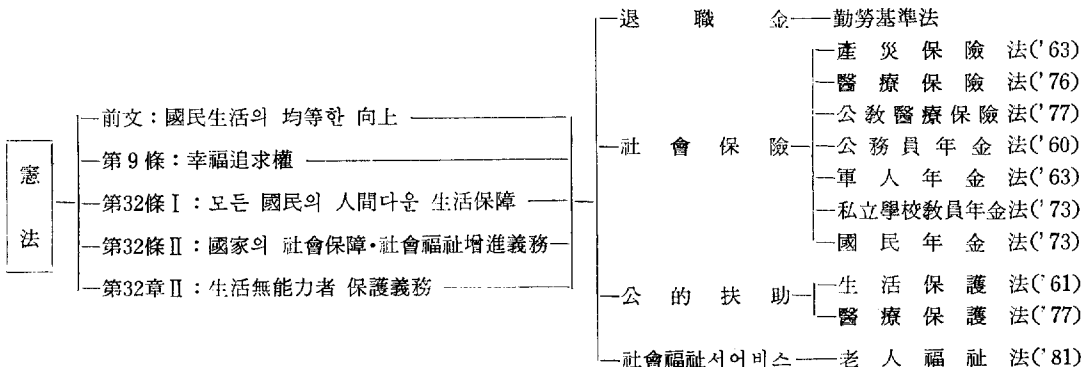 憲法
前文：國民生活의 均等한 向上
第9條：幸福追求權
第32條Ⅰ：모든 國民의 人間다운 生活保障
第32條Ⅱ：國家의 社會保障·社會福祉增進義務
第32章Ⅱ：生活無能力者 保護義務
退職金
勤勞基準法
社會保險
產災保險法('63)
醫療保險法('76)
公敎醫療保險法('77)
公務員年金法('60)
軍人年金法('63)
私立學校敎員年金法('73)
國民年金法('73)
公的扶助
生活保護法('61)
醫療保護法('77)
社會福祉서어비스
老人福祉法('81)